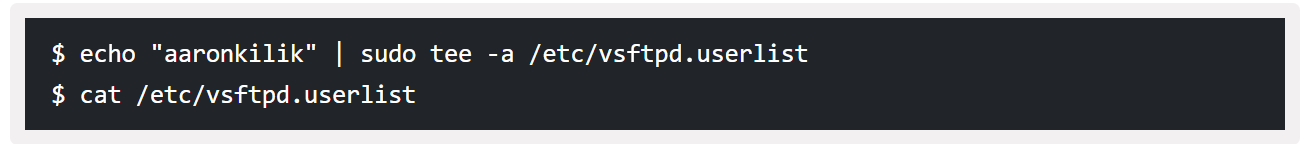 $ echo "aaronkilik" | sudo tee -a /etc/vsftpd.userlist
$ cat /etc/vsftpd.userlist